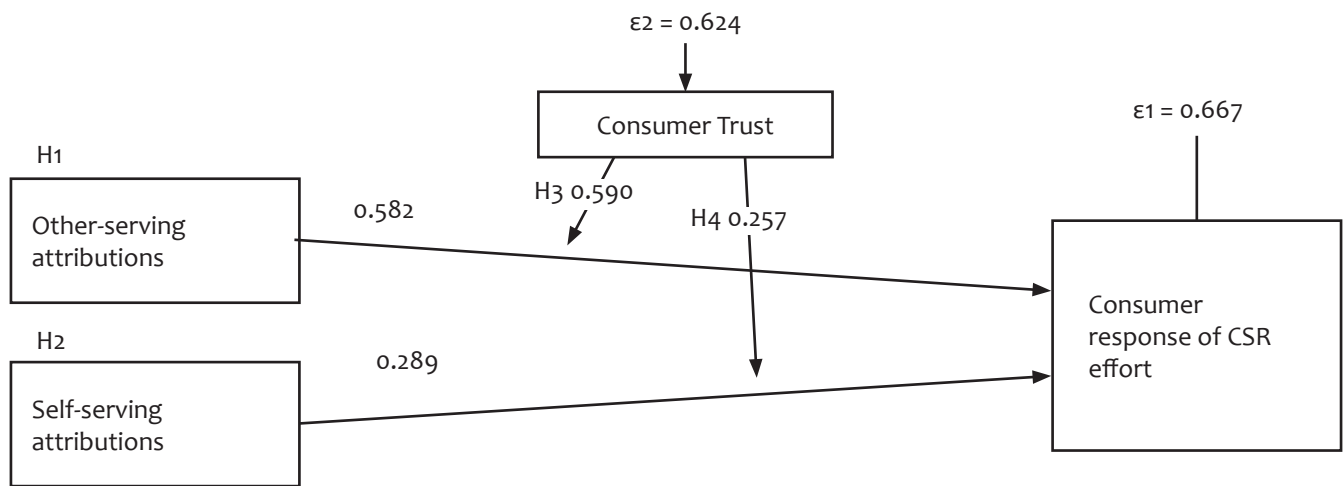 ε2 = 0.624
Consumer Trust
ε1 = 0.667
H1
Other-serving
attributions
0.582
H3 0.590
H4 0.257
Consumer
response of CSR
effort
H2
Self-serving
attributions
0.289